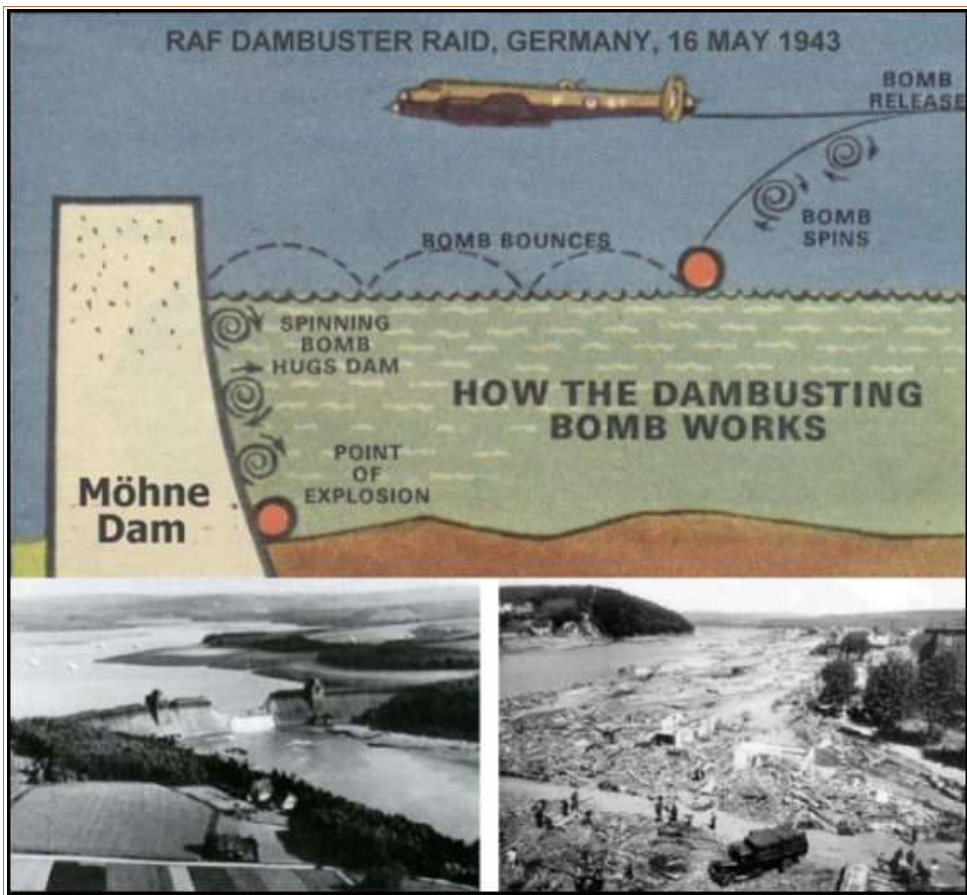 RAF DAMBUSTER RAID, GERMANY, 16 MAY 1943
BOMB
RELEASE
BOMB
SPINS
BOMB BOUNCES
SPINNING
BOMB
HUGS DAM
HOW THE DAMBUSTING
BOMB WORKS
POINT
OF
EXPLOSION
Möhne
Dam